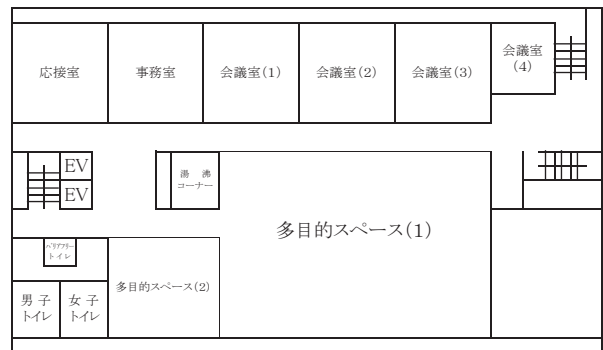 応接室
事務室
会議室(1)
会議室(2)
会議室(3)
会議室
(4)
EV
EV
湯 沸
コーナー
多目的スペース(1)
バリアフリー
トイレ
多目的スペース(2)
男 子
トイレ
女 子
トイレ